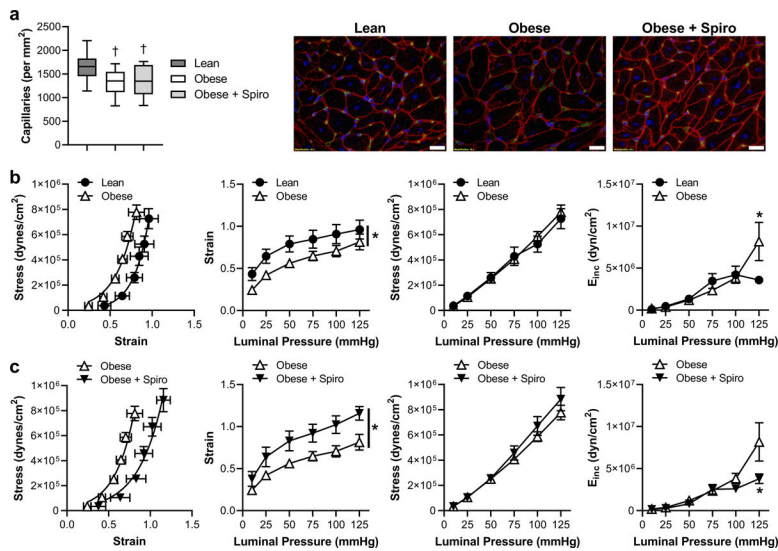 a
Lean
Obese
Obese + Spiro
2500
2000
1500
1000
500
0
Capillaries (per mm²)
† †
Lean
Obese
Obese + Spiro
b
Lean
Obese
1×10⁶
8×10⁵
6×10⁵
4×10⁵
2×10⁵
0
Stress (dynes/cm²)
0.0 0.5 1.0 1.5
Strain
Lean
Obese
1.5
1.0
0.5
0.0
Strain
*
0 25 50 75 100 125
Luminal Pressure (mmHg)
Lean
Obese
1×10⁶
8×10⁵
6×10⁵
4×10⁵
2×10⁵
0
Stress (dynes/cm²)
0 25 50 75 100 125
Luminal Pressure (mmHg)
Lean
Obese
1×10⁷
5×10⁶
0
Einc (dyn/cm²)
*
0 25 50 75 100 125
Luminal Pressure (mmHg)
c
Obese
Obese + Spiro
1×10⁶
8×10⁵
6×10⁵
4×10⁵
2×10⁵
0
Stress (dynes/cm²)
0.0 0.5 1.0 1.5
Strain
Obese
Obese + Spiro
1.5
1.0
0.5
0.0
Strain
*
0 25 50 75 100 125
Luminal Pressure (mmHg)
Obese
Obese + Spiro
1×10⁶
8×10⁵
6×10⁵
4×10⁵
2×10⁵
0
Stress (dynes/cm²)
0 25 50 75 100 125
Luminal Pressure (mmHg)
Obese
Obese + Spiro
1×10⁷
5×10⁶
0
Einc (dyn/cm²)
*
0 25 50 75 100 125
Luminal Pressure (mmHg)